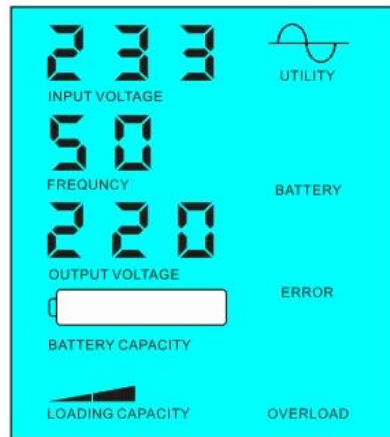 233
INPUT VOLTAGE
UTILITY
50
FREQUNCY
BATTERY
220
OUTPUT VOLTAGE
ERROR
BATTERY CAPACITY
LOADING CAPACITY
OVERLOAD